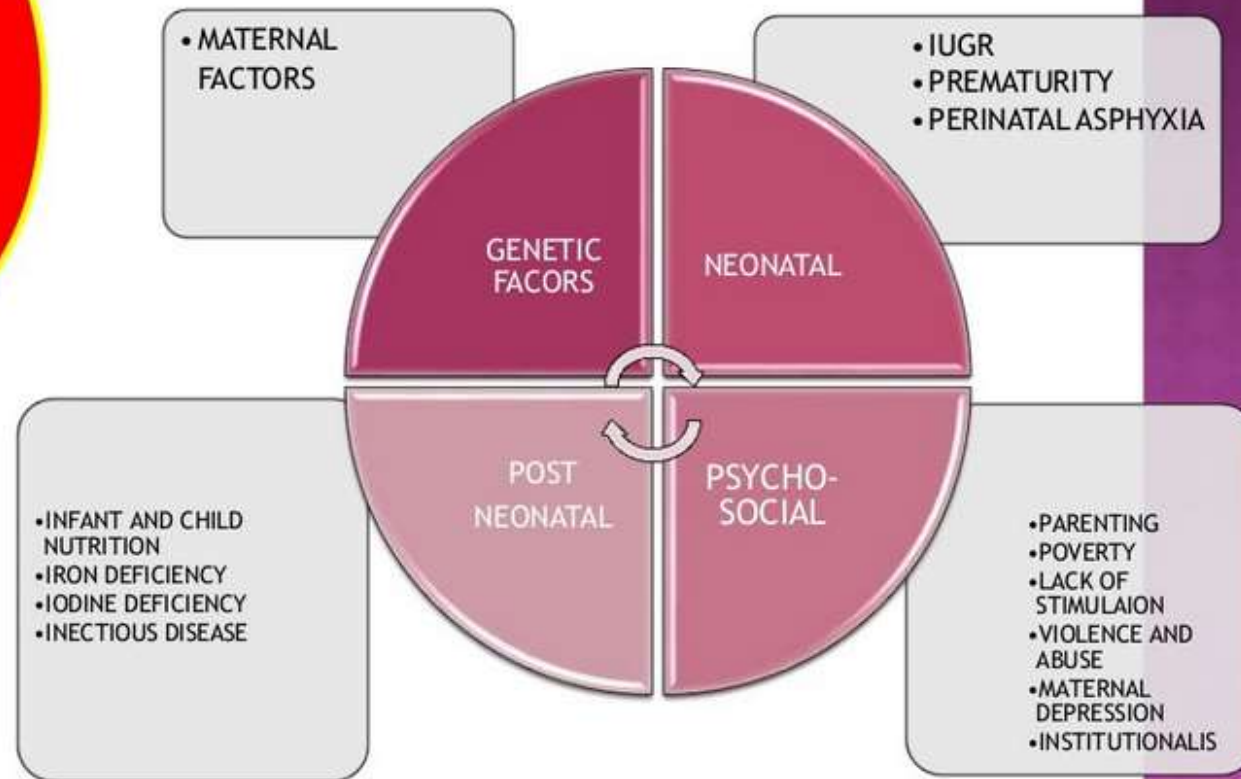 • MATERNAL
FACTORS
• IUGR
• PREMATURITY
• PERINATAL ASPHYXIA
GENETIC
FACORS
NEONATAL
POST
NEONATAL
PSYCHO-
SOCIAL
•INFANT AND CHILD
NUTRITION
•IRON DEFICIENCY
•IODINE DEFICIENCY
•INECTIOUS DISEASE
•PARENTING
•POVERTY
•LACK OF
STIMULAION
•VIOLENCE AND
ABUSE
•MATERNAL
DEPRESSION
•INSTITUTIONALIS